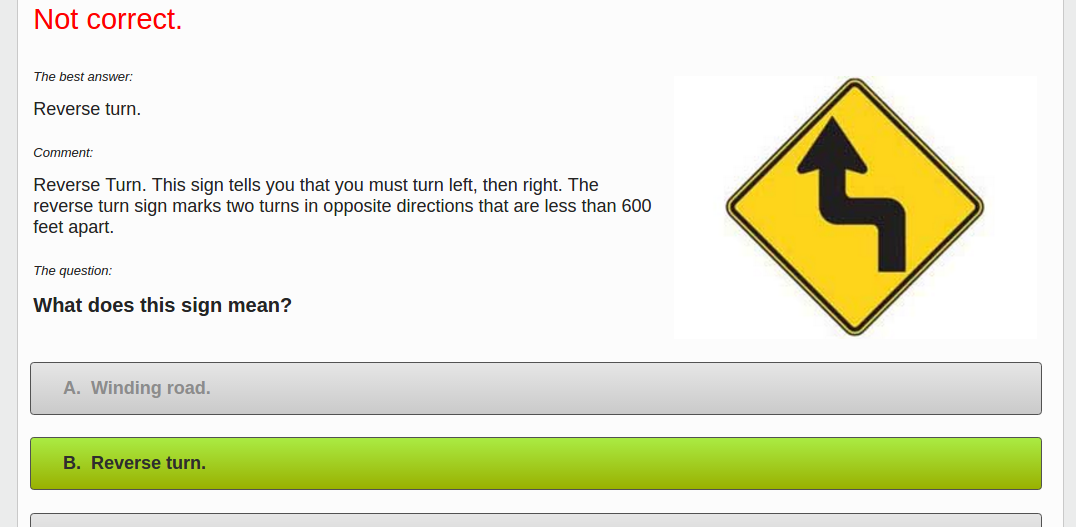 Not correct.
The best answer:
Reverse turn.
Comment:
Reverse Turn. This sign tells you that you must turn left, then right. The
reverse turn sign marks two turns in opposite directions that are less than 600
feet apart.
The question:
What does this sign mean?
A. Winding road.
B. Reverse turn.